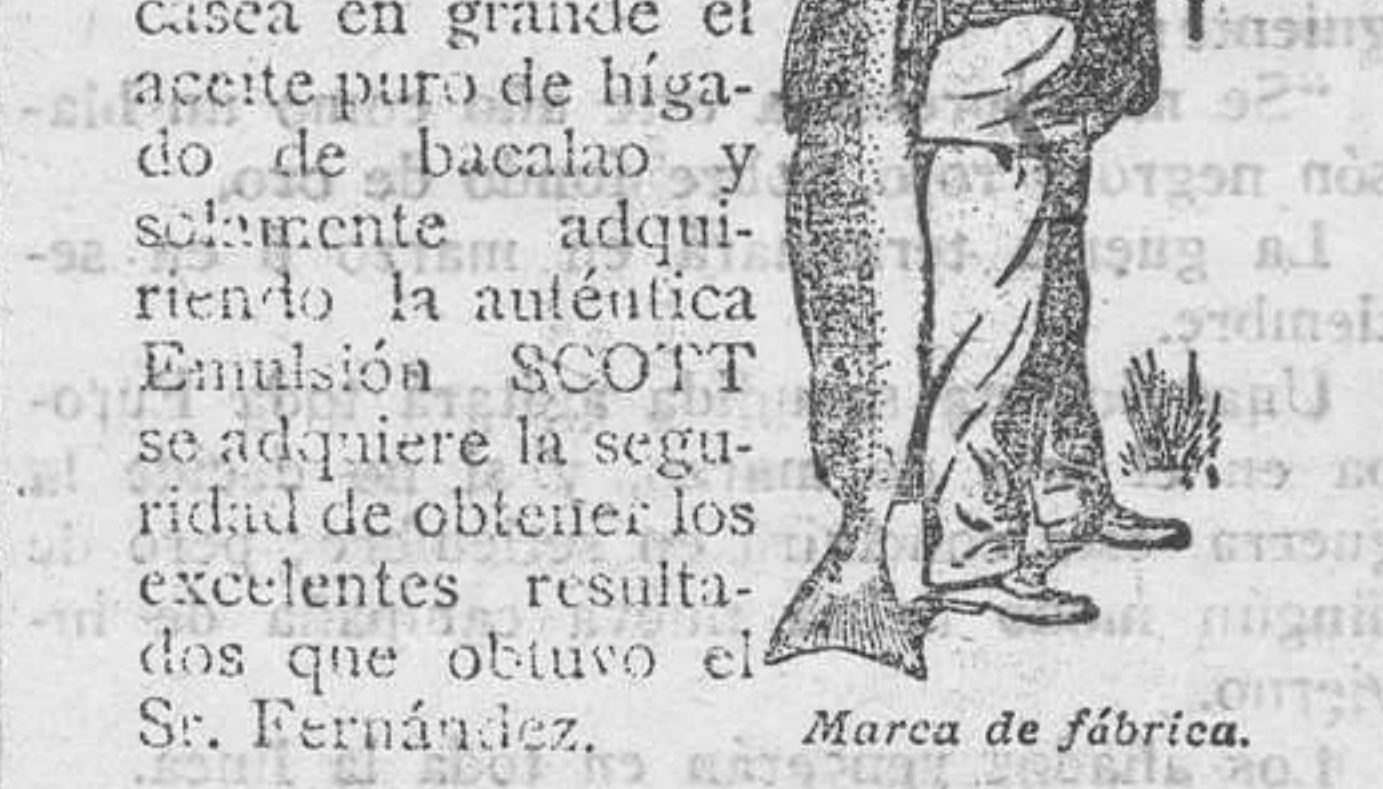 casea en grande el
aceite puro de híga-
do de bacalao y
solamente adqui-
riendo la auténtica
Emulsión SCOTT
se adquiere la segu-
ridad de obtener los
excelentes resulta-
dos que obtuvo el
Sr. Fernández.
Marca de fábrica.